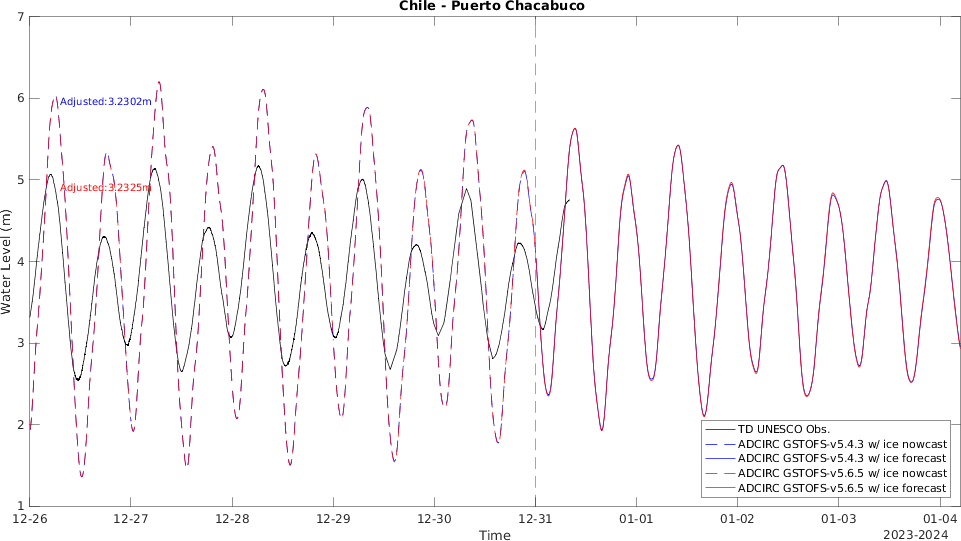 Chile - Puerto Chacabuco
7
6
5
4
3
2
1
Water Level (m)
Adjusted:3.2302m
Adjusted:3.2325m
TD UNESCO Obs.
ADCIRC GSTOFS-v5.4.3 w/ ice nowcast
ADCIRC GSTOFS-v5.4.3 w/ ice forecast
ADCIRC GSTOFS-v5.6.5 w/ ice nowcast
ADCIRC GSTOFS-v5.6.5 w/ ice forecast
12-26 12-27 12-28 12-29 12-30 12-31 01-01 01-02 01-03 01-04
Time
2023-2024